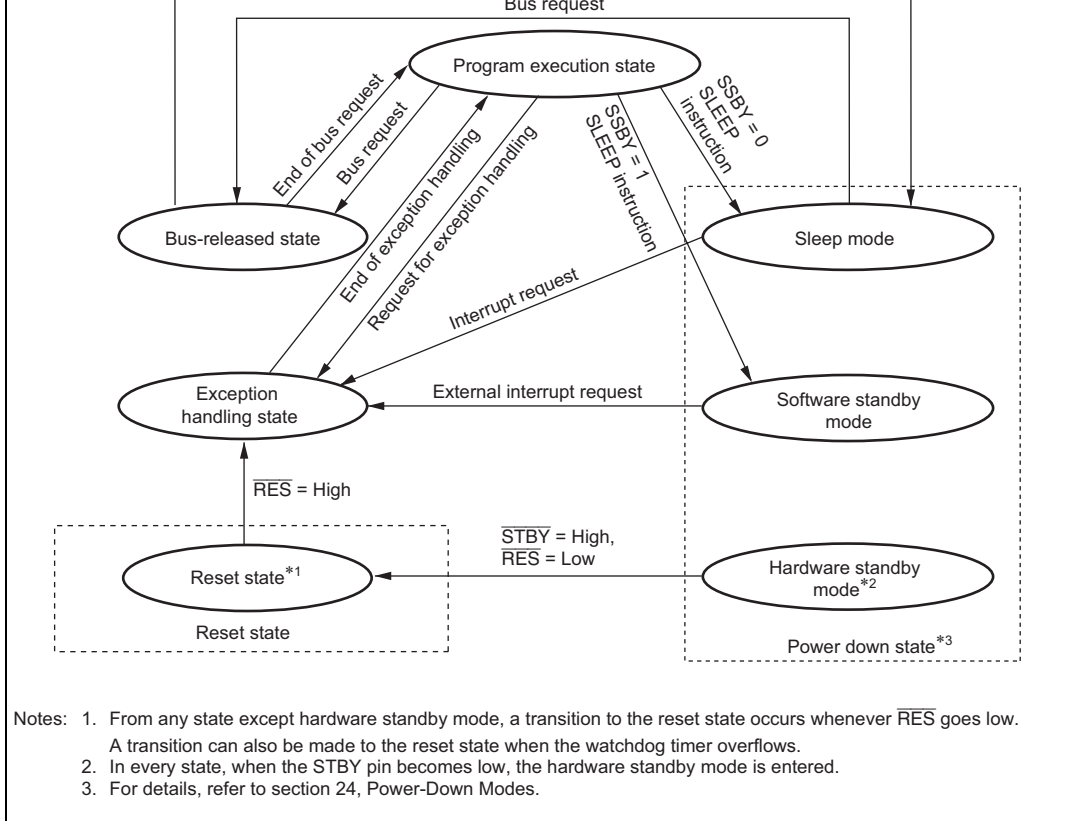 Bus request
Program execution state
End of bus request
Bus request
End of exception handling
Request for exception handling
SSBY = 1
SLEEP instruction
SSBY = 0
SLEEP
instruction
Bus-released state
Sleep mode
Interrupt request
Exception
handling state
External interrupt request
Software standby
mode
R̅E̅S̅ = High
S̅T̅B̅Y̅ = High,
R̅E̅S̅ = Low
Reset state*1
Hardware standby
mode*2
Reset state
Power down state*3
Notes: 1. From any state except hardware standby mode, a transition to the reset state occurs whenever R̅E̅S̅ goes low.
A transition can also be made to the reset state when the watchdog timer overflows.
2. In every state, when the STBY pin becomes low, the hardware standby mode is entered.
3. For details, refer to section 24, Power-Down Modes.